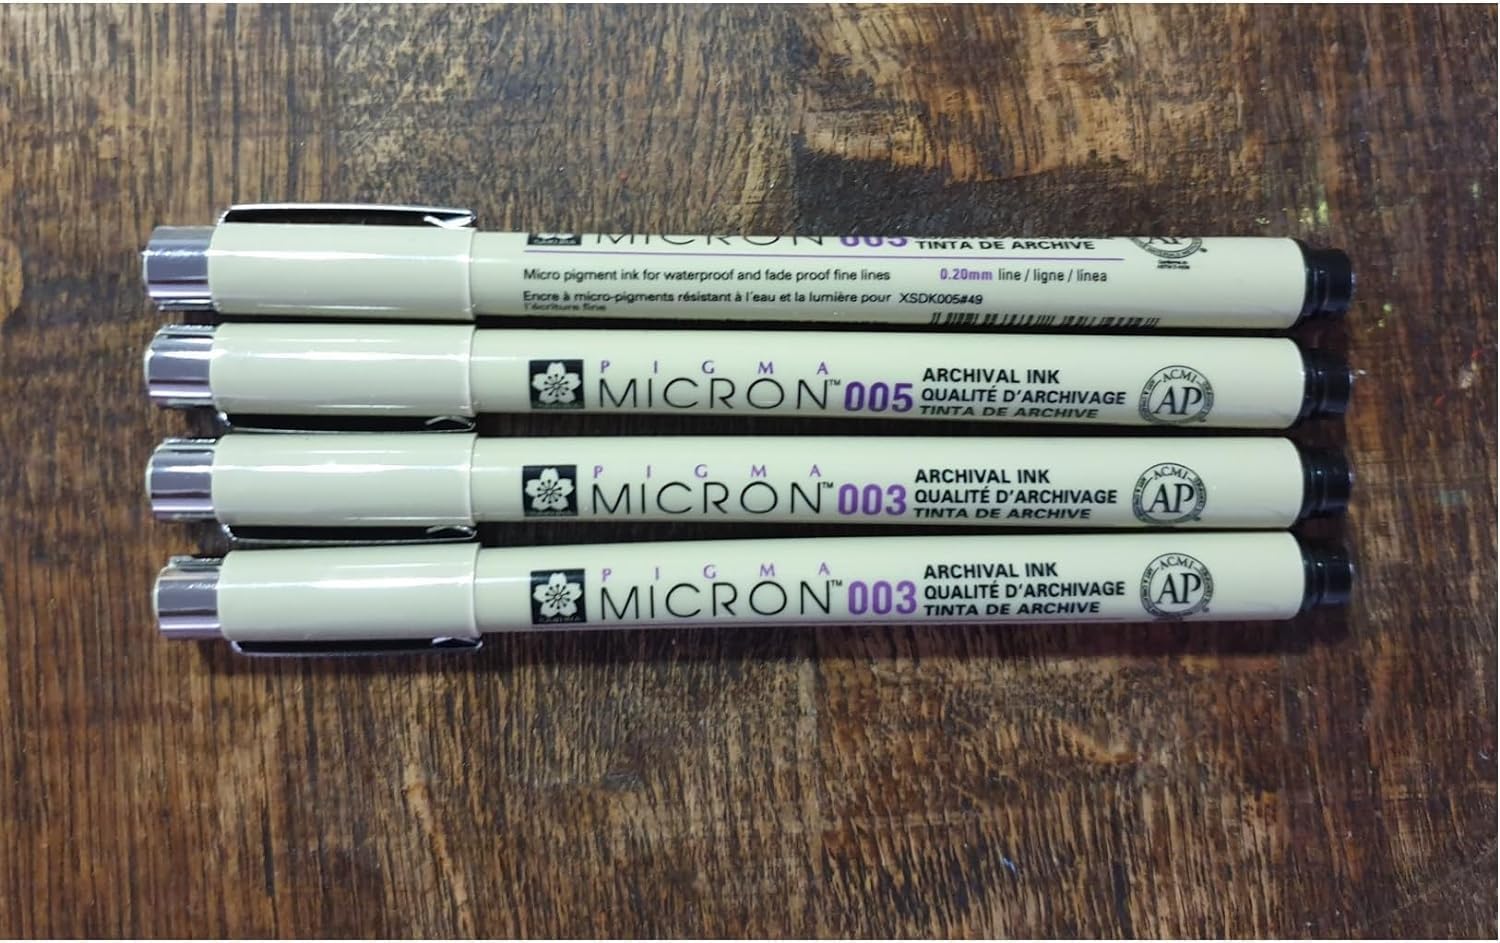 MICRON 005
TINTA DE ARCHIVE
AP
Micro pigment ink for waterproof and fade proof fine lines 0.20mm line / ligne / línea
Encre à micro-pigments résistant à l'eau et la lumière pour XSDK005#49
l'écriture fine
PIGMA
MICRON™ 005
ARCHIVAL INK
QUALITÉ D'ARCHIVAGE
TINTA DE ARCHIVE
ACMI
AP
PIGMA
MICRON™ 003
ARCHIVAL INK
QUALITÉ D'ARCHIVAGE
TINTA DE ARCHIVE
ACMI
AP
PIGMA
MICRON™ 003
ARCHIVAL INK
QUALITÉ D'ARCHIVAGE
TINTA DE ARCHIVE
ACMI
AP